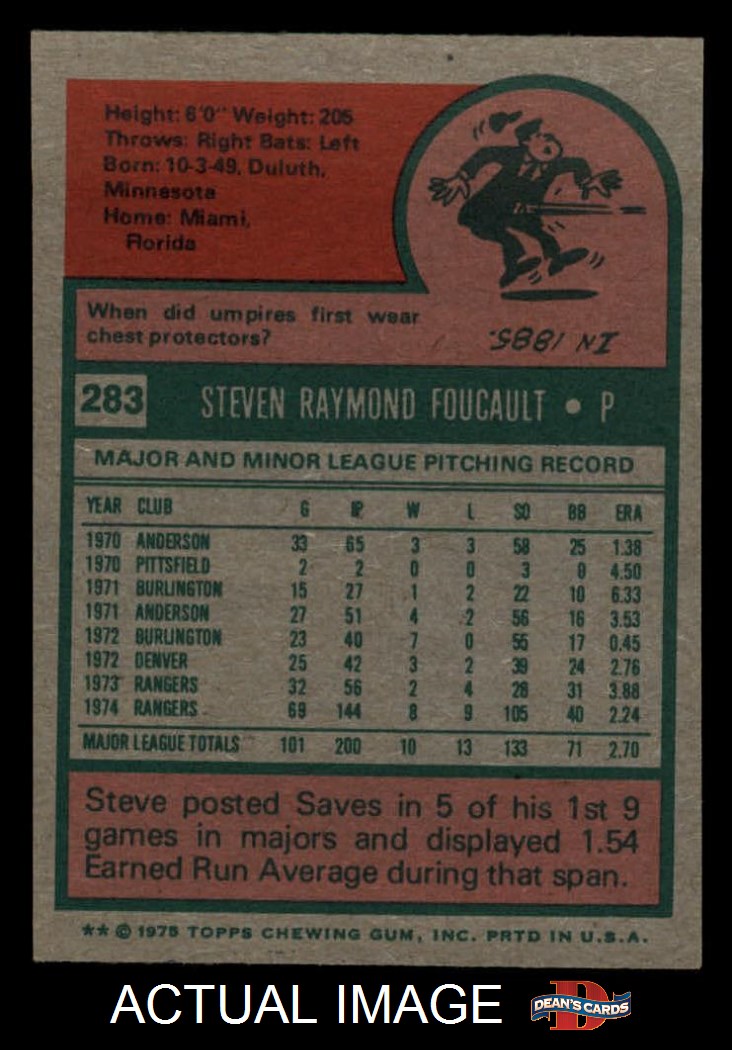 Height: 6'0" Weight: 205
Throws: Right Bats: Left
Born: 10-3-49, Duluth,
Minnesota
Home: Miami,
Florida
When did umpires first wear
chest protectors?
IN 1885.
283 STEVEN RAYMOND FOUCAULT • P
MAJOR AND MINOR LEAGUE PITCHING RECORD
YEAR CLUB G IP W L SO BB ERA
1970 ANDERSON 33 65 3 3 58 25 1.38
1970 PITTSFIELD 2 2 0 0 3 0 4.50
1971 BURLINGTON 15 27 1 2 22 10 6.33
1971 ANDERSON 27 51 4 2 56 16 3.53
1972 BURLINGTON 23 40 7 0 55 17 0.45
1972 DENVER 25 42 3 2 39 24 2.76
1973 RANGERS 32 56 2 4 28 31 3.88
1974 RANGERS 69 144 8 9 105 40 2.24
MAJOR LEAGUE TOTALS 101 200 10 13 133 71 2.70
Steve posted Saves in 5 of his 1st 9
games in majors and displayed 1.54
Earned Run Average during that span.
** © 1975 TOPPS CHEWING GUM, INC. PRTD IN U.S.A.
ACTUAL IMAGE
D
DEAN'S CARDS